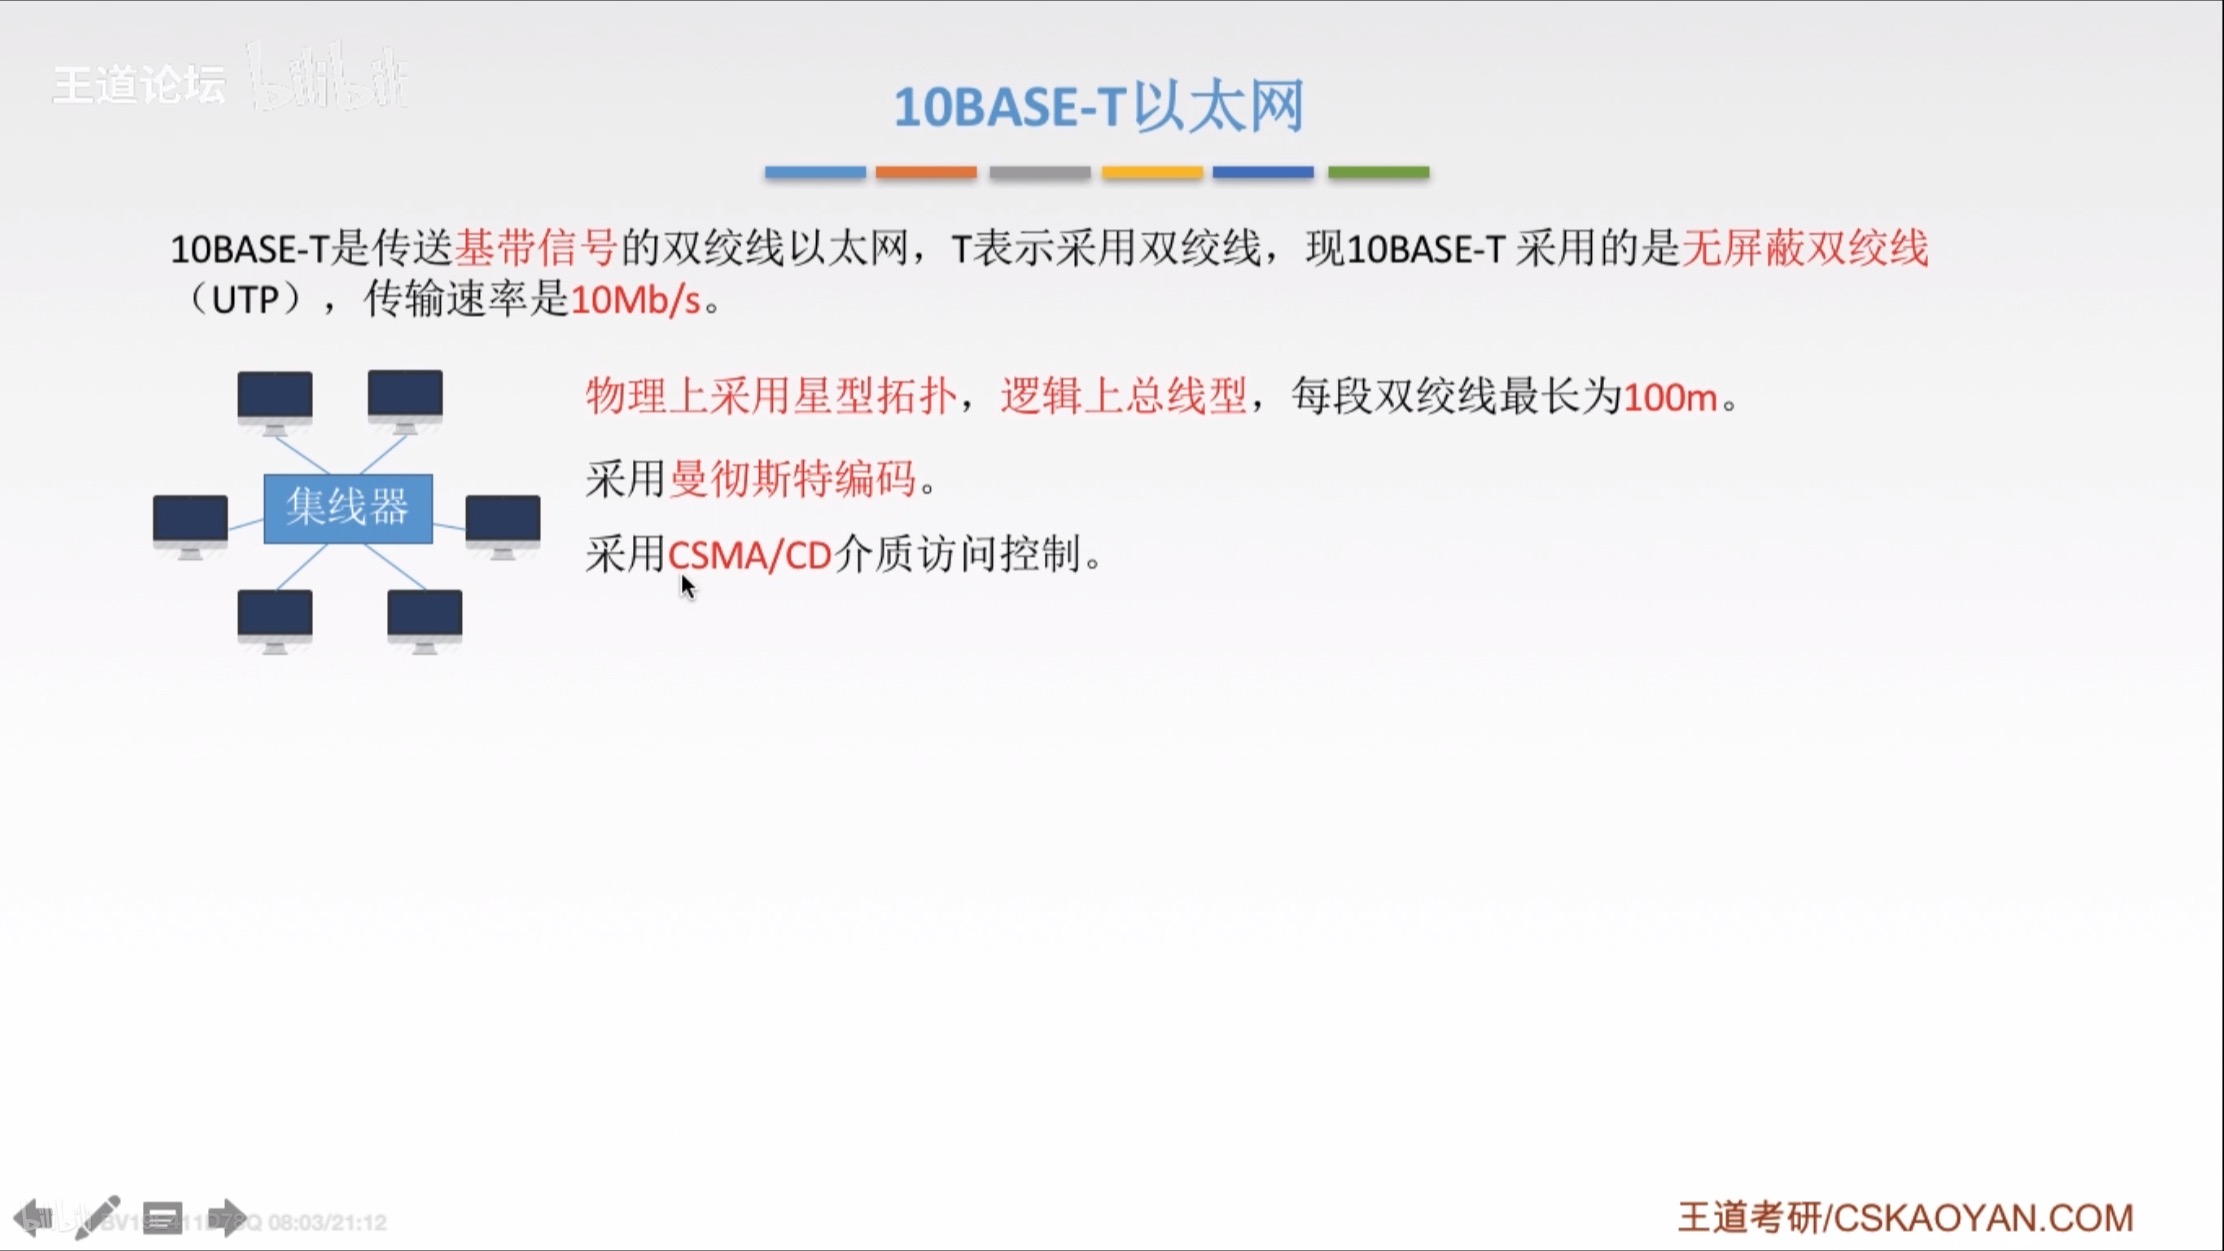 王道论坛 bilibili
10BASE-T以太网
10BASE-T是传送基带信号的双绞线以太网，T表示采用双绞线，现10BASE-T 采用的是无屏蔽双绞线
（UTP），传输速率是10Mb/s。
物理上采用星型拓扑，逻辑上总线型，每段双绞线最长为100m。
采用曼彻斯特编码。
集线器
采用CSMA/CD介质访问控制。
08:03/21:12
王道考研/CSKAOYAN.COM